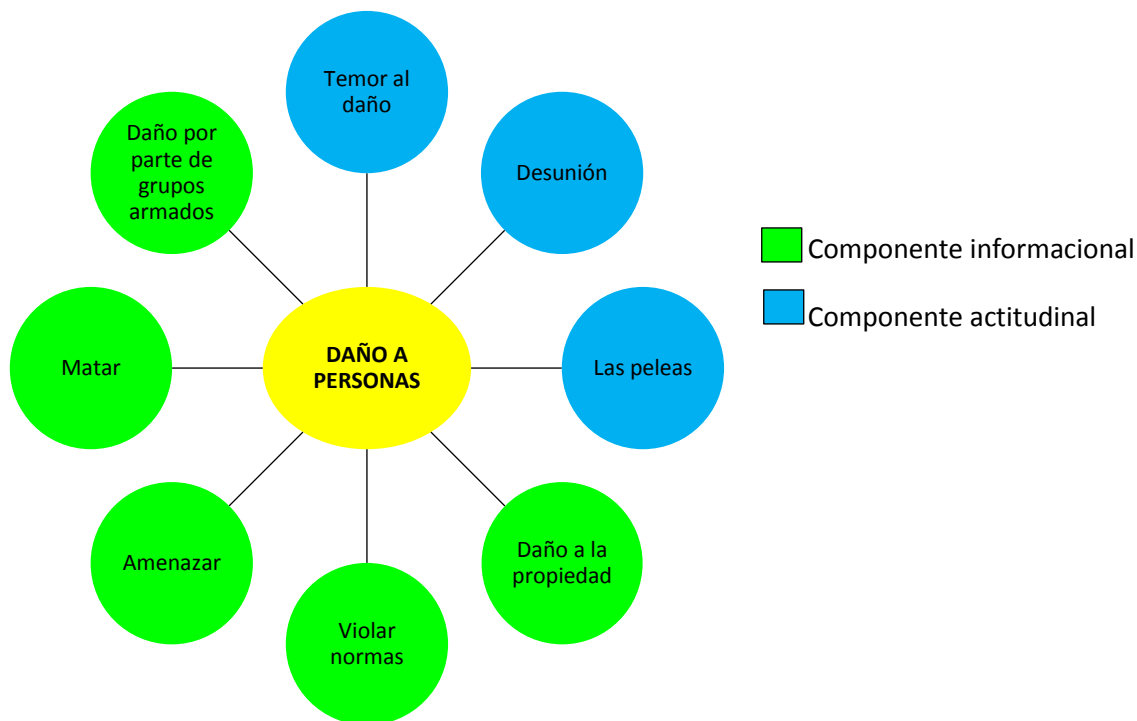 Temor al
daño
Daño por
parte de
grupos
armados
Desunión
Componente informacional
Componente actitudinal
DAÑO A
PERSONAS
Matar
Las peleas
Amenazar
Daño a la
propiedad
Violar
normas